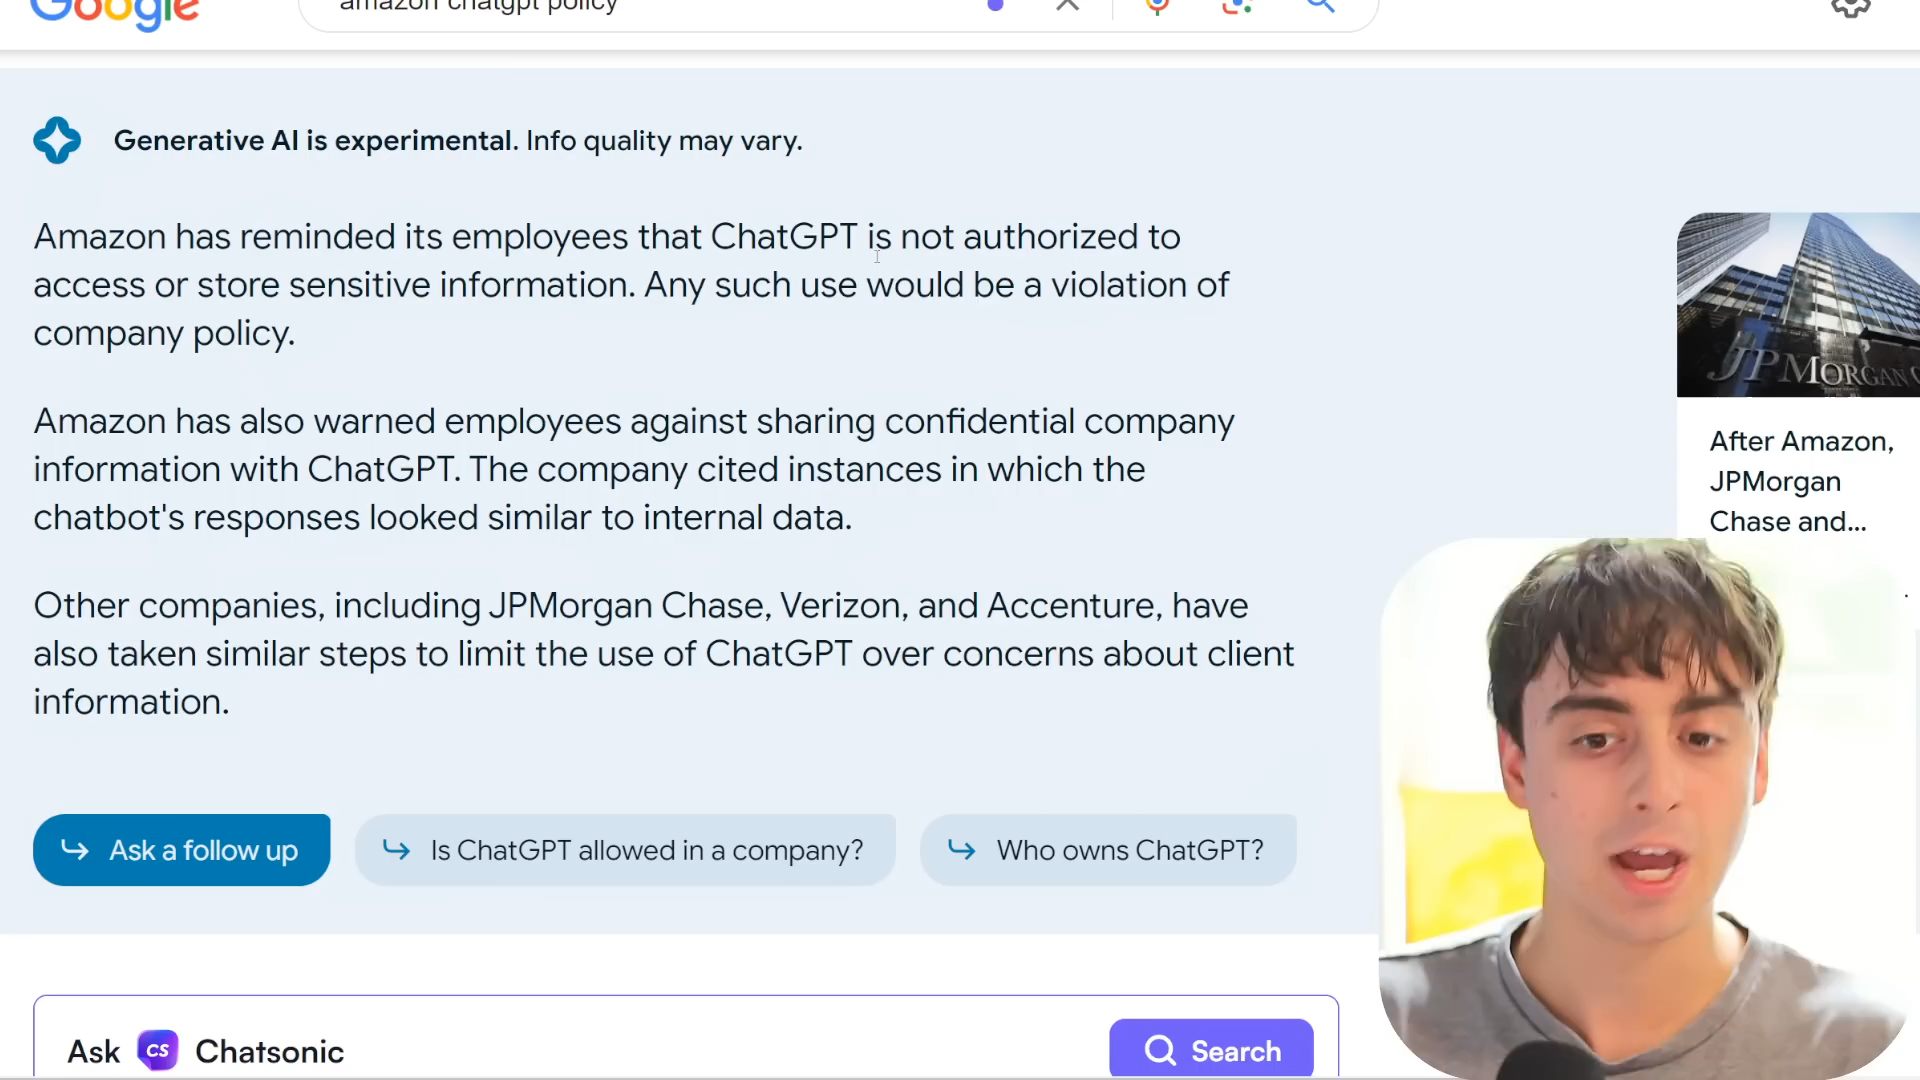 Google
amazon chatgpt policy
Generative AI is experimental. Info quality may vary.
Amazon has reminded its employees that ChatGPT is not authorized to
access or store sensitive information. Any such use would be a violation of
company policy.
Amazon has also warned employees against sharing confidential company
information with ChatGPT. The company cited instances in which the
chatbot's responses looked similar to internal data.
Other companies, including JPMorgan Chase, Verizon, and Accenture, have
also taken similar steps to limit the use of ChatGPT over concerns about client
information.
JPMORGAN C
After Amazon,
JPMorgan
Chase and...
Ask a follow up
Is ChatGPT allowed in a company?
Who owns ChatGPT?
Ask CS Chatsonic
Search